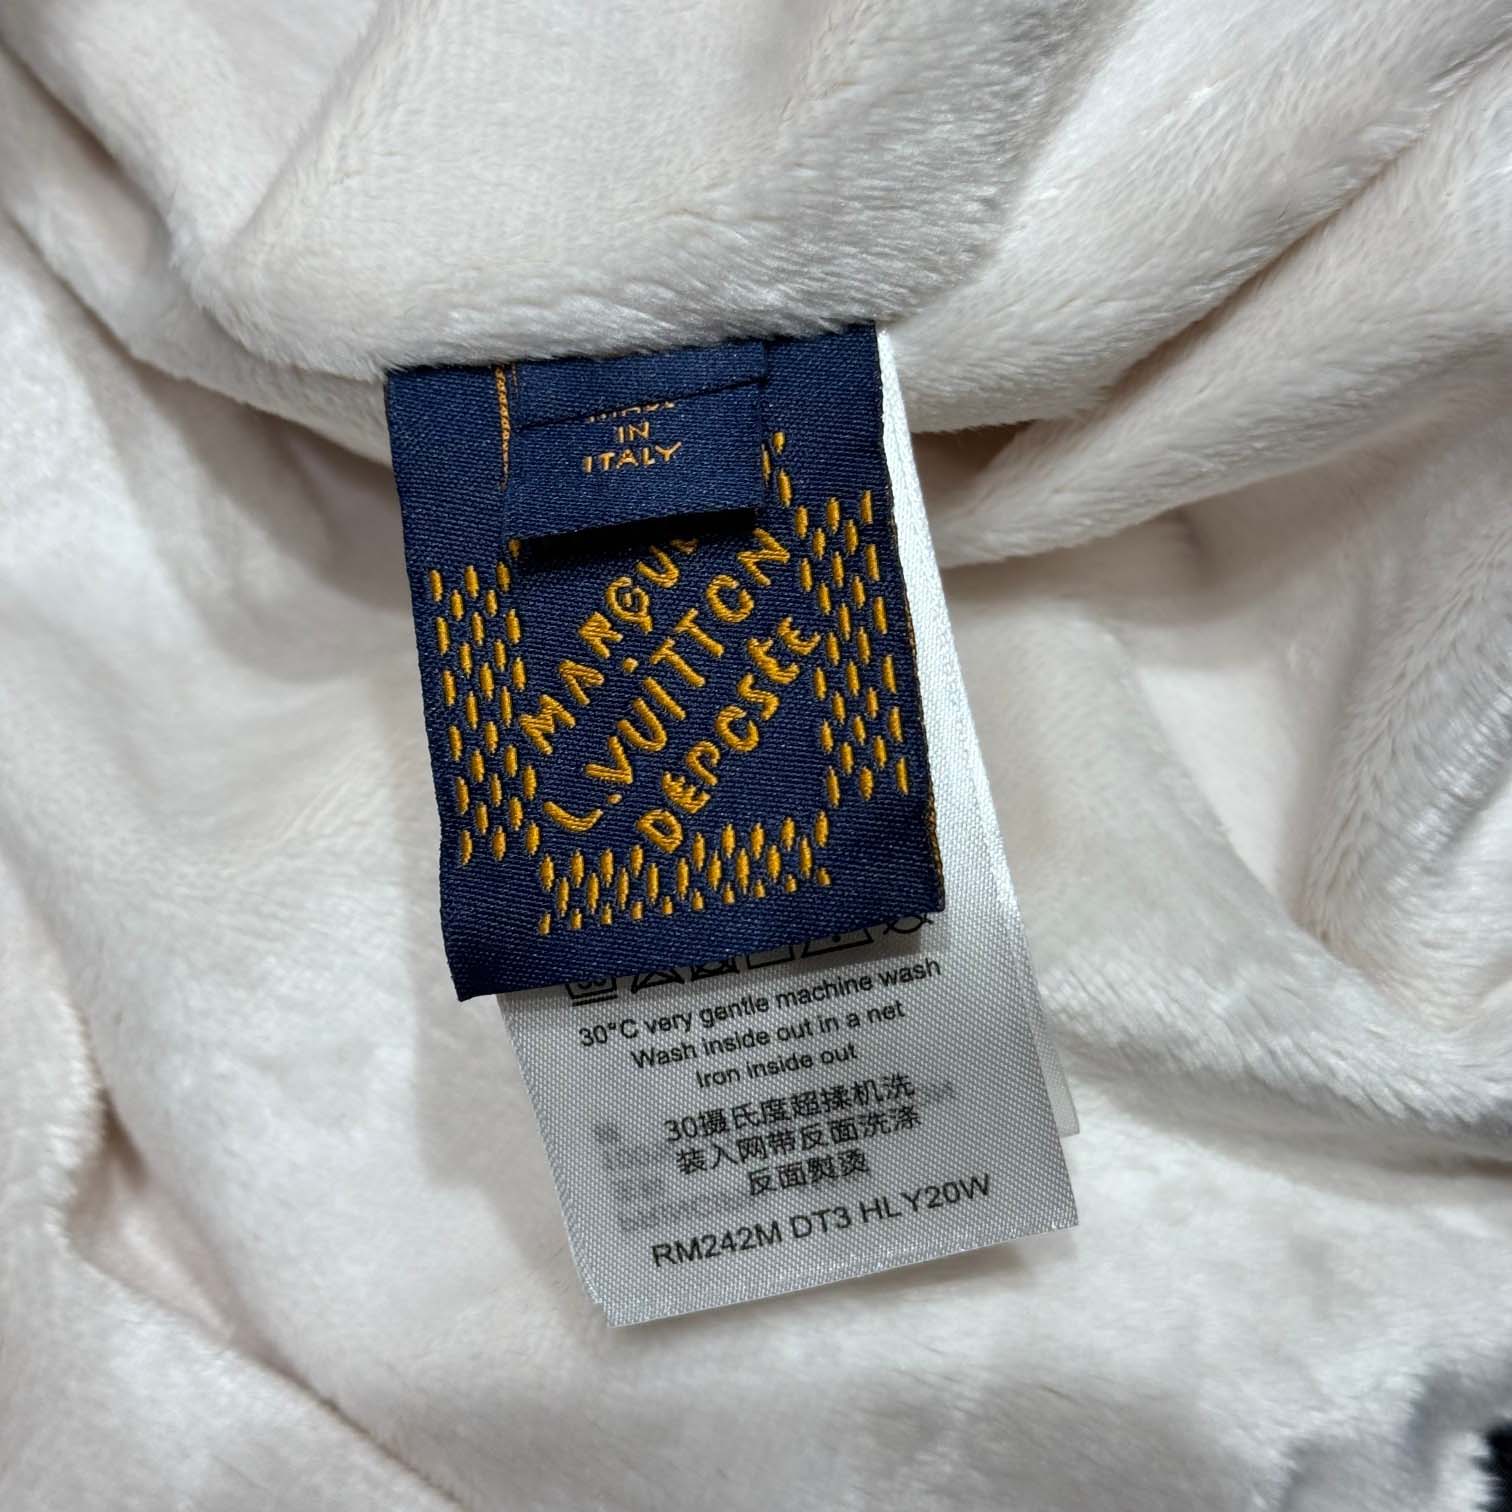 MADE
IN
ITALY
MARQUE
L.VUITTON
DEPOSEE
30°C very gentle machine wash
Wash inside out in a net
Iron inside out
30摄氏度超揉机洗
装入网带反面洗涤
反面熨烫
RM242M DT3 HLY20W